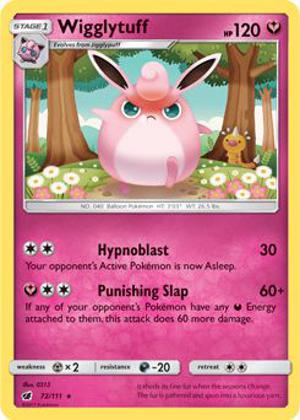 STAGE 1
Wigglytuff
HP 120
Evolves from Jigglypuff
NO. 040 Balloon Pokémon HT: 3'03" WT: 26.5 lbs.
Hypnoblast 30
Your opponent's Active Pokémon is now Asleep.
Punishing Slap 60+
If any of your opponent's Pokémon have any Energy
attached to them, this attack does 60 more damage.
weakness ×2 resistance -20 retreat
Illus. 0313
72/111
©2017 Pokémon
It sheds its fine fur when the seasons change.
The fur is gathered and spun into a luxurious yarn.